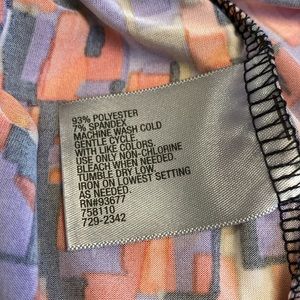 93% POLYESTER
7% SPANDEX
MACHINE WASH COLD
GENTLE CYCLE
WITH LIKE COLORS.
USE ONLY NON-CHLORINE
BLEACH WHEN NEEDED.
TUMBLE DRY LOW.
IRON ON LOWEST SETTING
AS NEEDED.
RN#93677
758110
729-2342